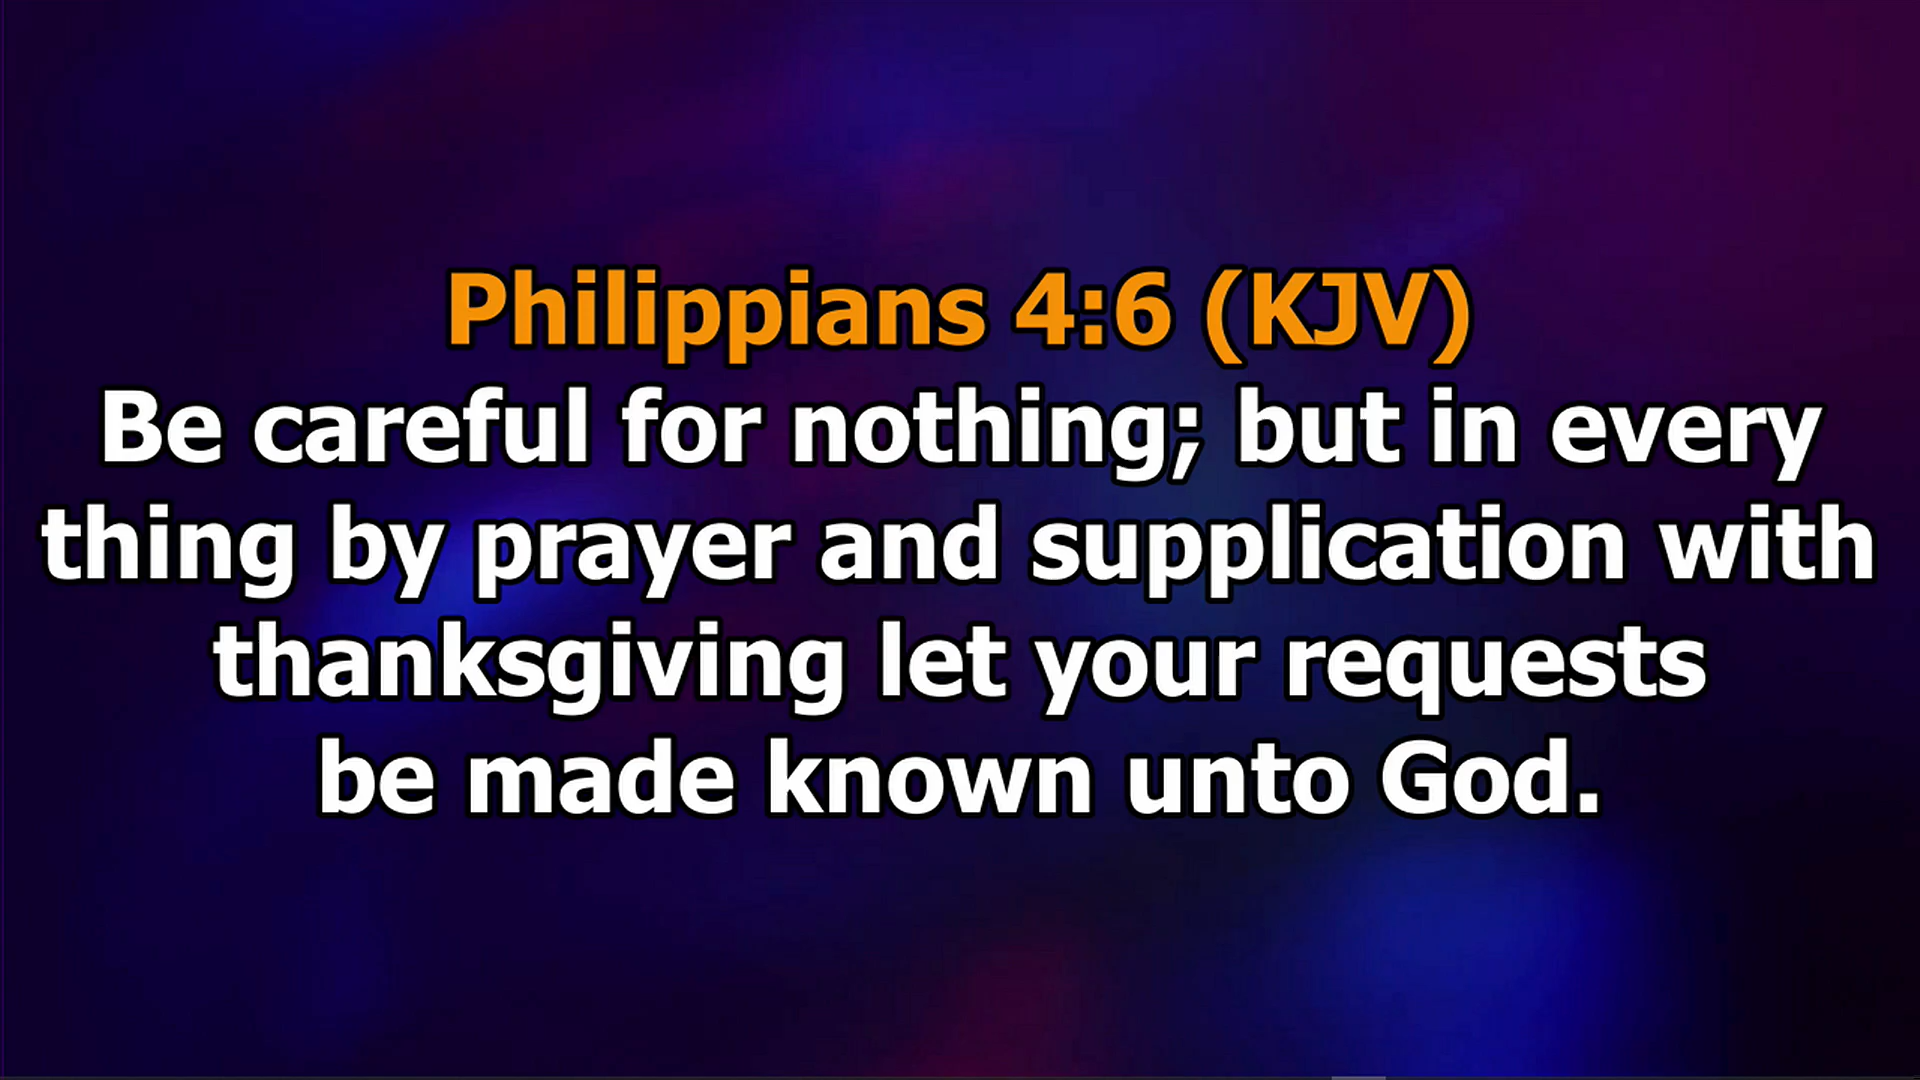 Philippians 4:6 (KJV)
Be careful for nothing; but in every
thing by prayer and supplication with
thanksgiving let your requests
be made known unto God.